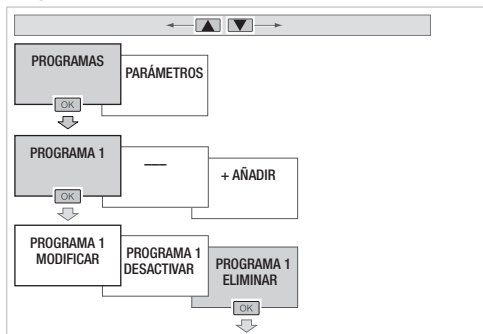 PROGRAMAS
PARÁMETROS
OK
PROGRAMA 1
---
+ AÑADIR
OK
PROGRAMA 1
MODIFICAR
PROGRAMA 1
DESACTIVAR
PROGRAMA 1
ELIMINAR
OK